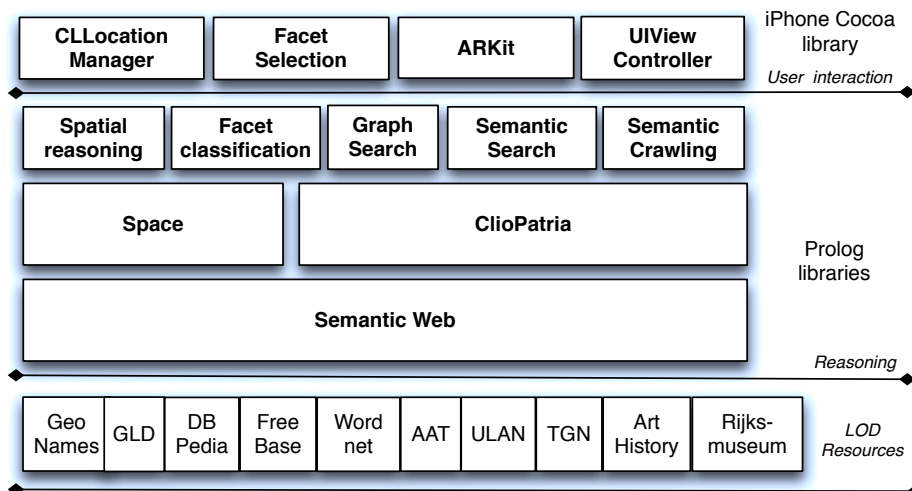 CLLocation
Manager
Facet
Selection
ARKit
UIView
Controller
iPhone Cocoa
library
User interaction
Spatial
reasoning
Facet
classification
Graph
Search
Semantic
Search
Semantic
Crawling
Space
ClioPatria
Prolog
libraries
Semantic Web
Reasoning
Geo
Names
GLD
DB
Pedia
Free
Base
Word
net
AAT
ULAN
TGN
Art
History
Rijks-
museum
LOD
Resources